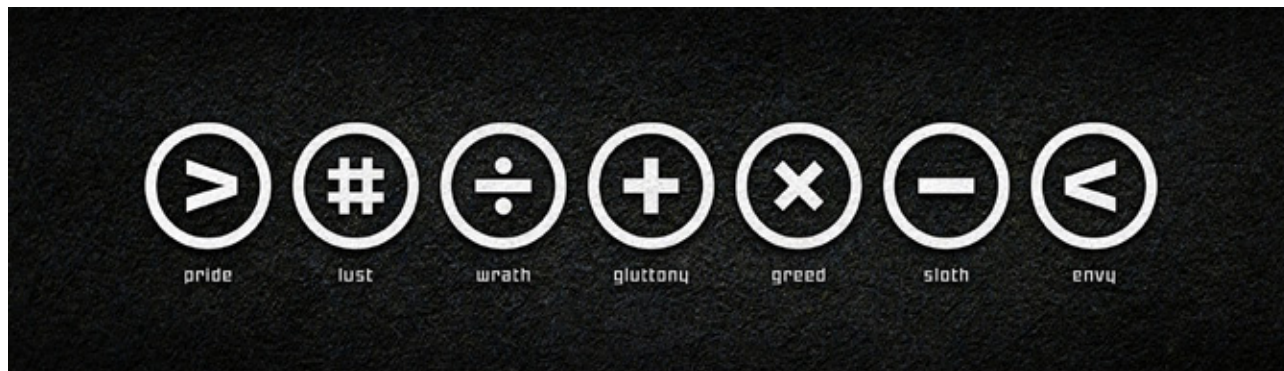 > # ÷ + × - <
pride lust wrath gluttony greed sloth envy